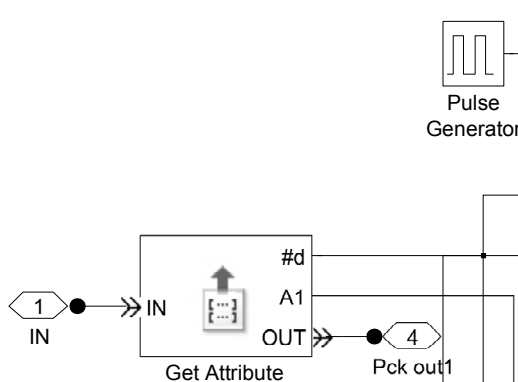 Pulse
Generator
#d
A1
1
IN
IN
OUT
4
Get Attribute
Pck out1